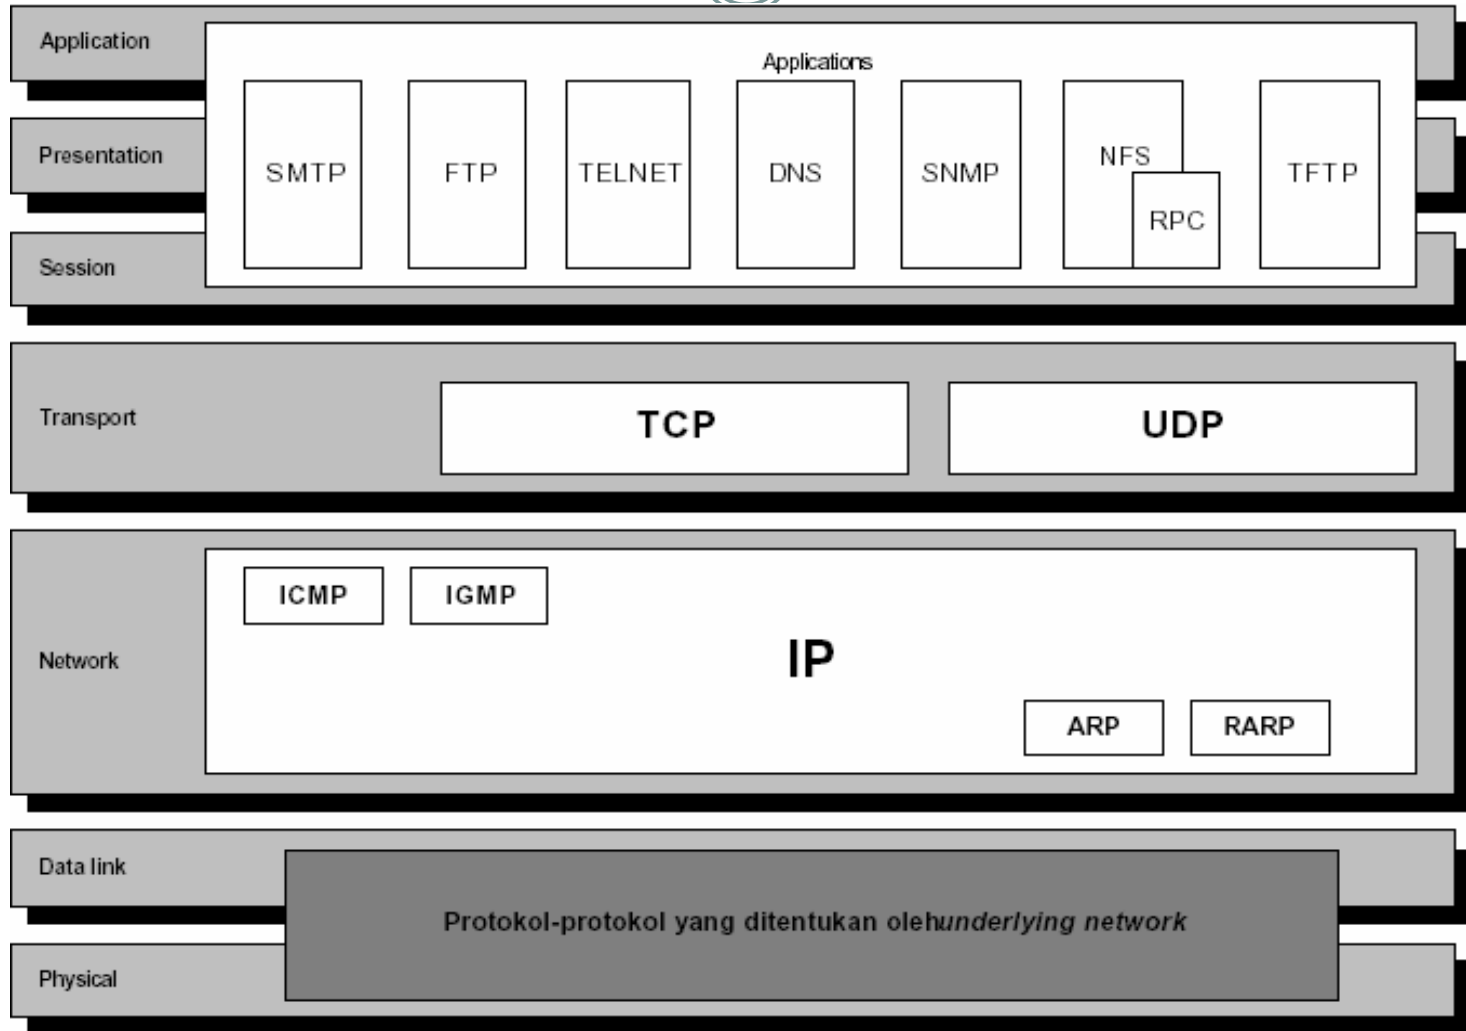 Application
Applications
SMTP
FTP
TELNET
DNS
SNMP
NFS
RPC
TFTP
Presentation
Session
Transport
TCP
UDP
Network
ICMP
IGMP
IP
ARP
RARP
Data link
Protokol-protokol yang ditentukan olehunderlying network
Physical